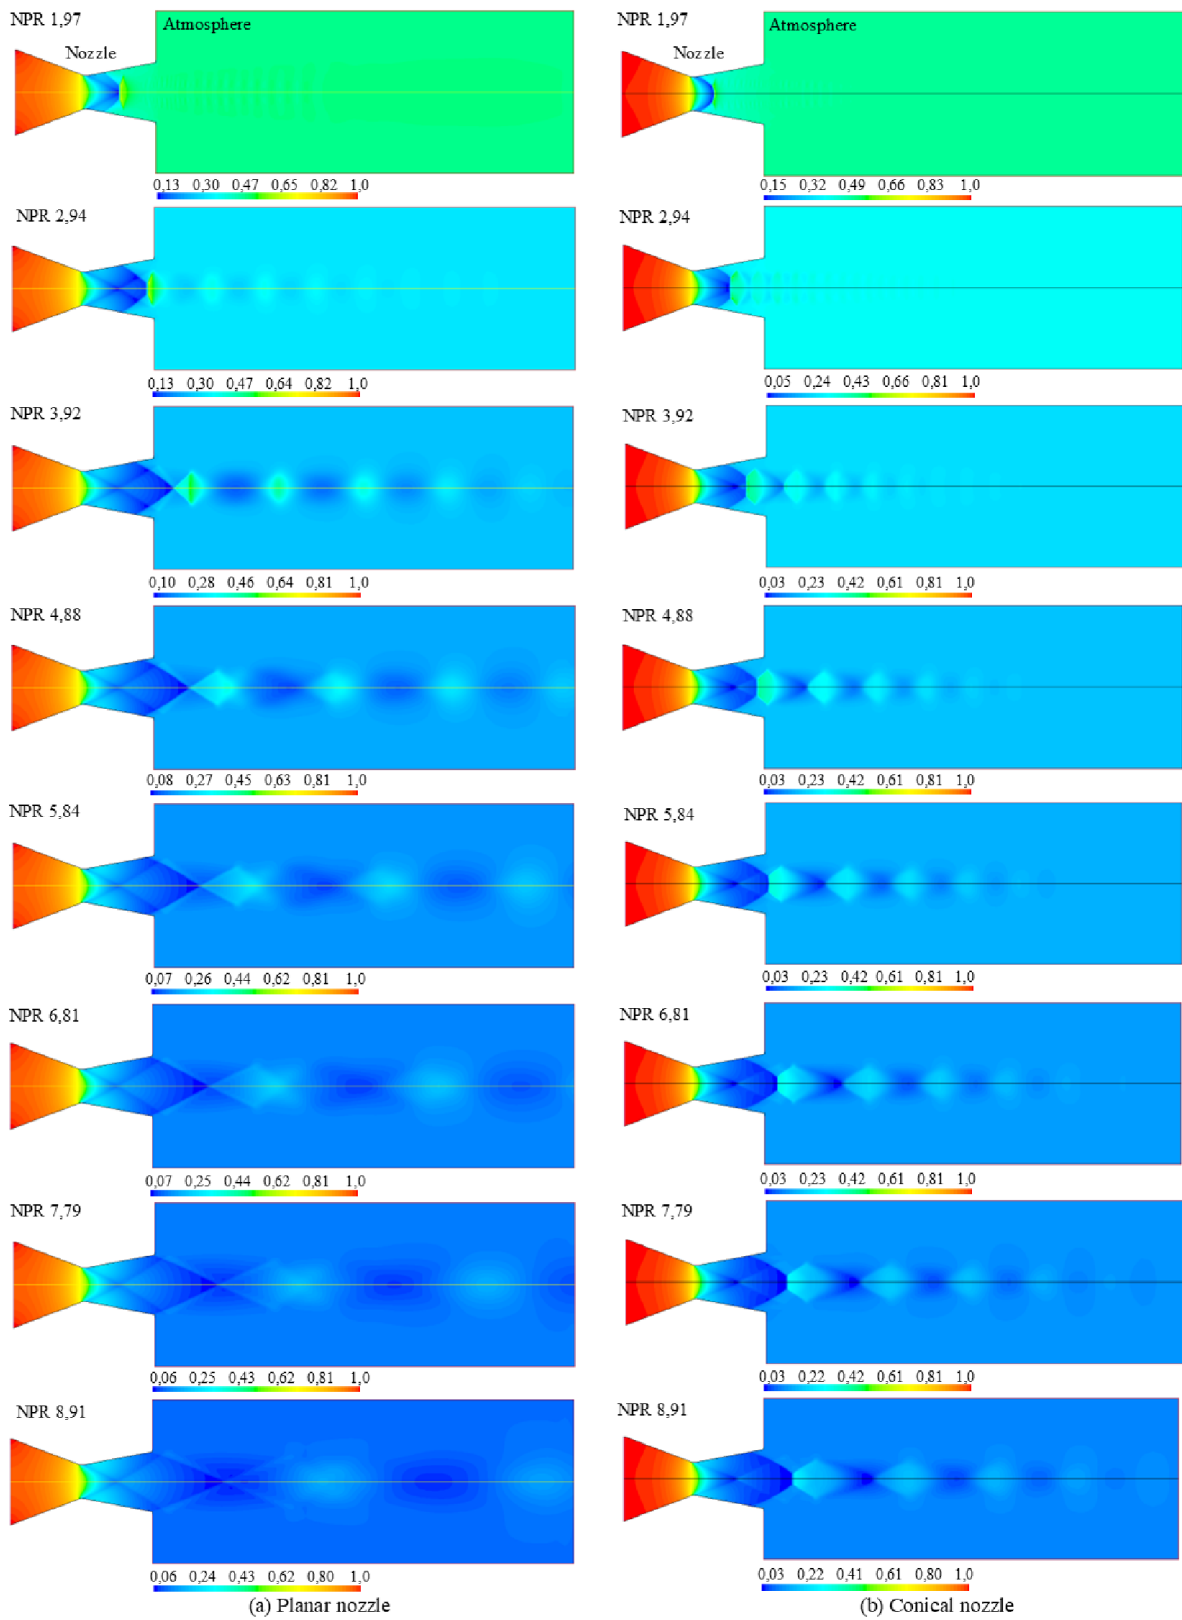 NPR 1,97
Nozzle
Atmosphere
0,13 0,30 0,47 0,65 0,82 1,0
NPR 2,94
0,13 0,30 0,47 0,64 0,82 1,0
NPR 3,92
0,10 0,28 0,46 0,64 0,81 1,0
NPR 4,88
0,08 0,27 0,45 0,63 0,81 1,0
NPR 5,84
0,07 0,26 0,44 0,62 0,81 1,0
NPR 6,81
0,07 0,25 0,44 0,62 0,81 1,0
NPR 7,79
0,06 0,25 0,43 0,62 0,81 1,0
NPR 8,91
0,06 0,24 0,43 0,62 0,80 1,0
(a) Planar nozzle
NPR 1,97
Nozzle
Atmosphere
0,15 0,32 0,49 0,66 0,83 1,0
NPR 2,94
0,05 0,24 0,43 0,66 0,81 1,0
NPR 3,92
0,03 0,23 0,42 0,61 0,81 1,0
NPR 4,88
0,03 0,23 0,42 0,61 0,81 1,0
NPR 5,84
0,03 0,23 0,42 0,61 0,81 1,0
NPR 6,81
0,03 0,23 0,42 0,61 0,81 1,0
NPR 7,79
0,03 0,22 0,42 0,61 0,81 1,0
NPR 8,91
0,03 0,22 0,41 0,61 0,80 1,0
(b) Conical nozzle